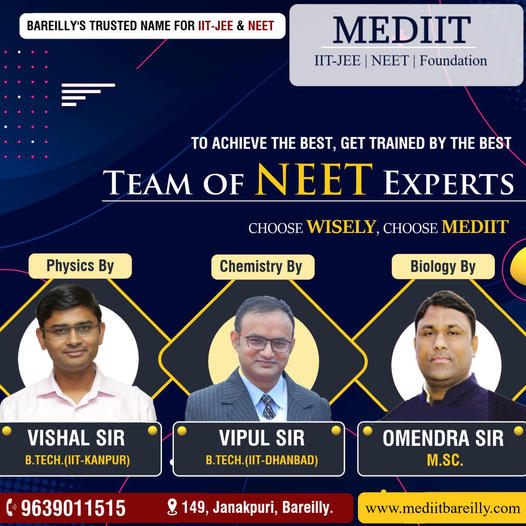 BAREILLY'S TRUSTED NAME FOR IIT-JEE & NEET
MEDIIT
IIT-JEE | NEET | Foundation
TO ACHIEVE THE BEST, GET TRAINED BY THE BEST
TEAM OF NEET EXPERTS
CHOOSE WISELY, CHOOSE MEDIIT
Physics By
Chemistry By
Biology By
VISHAL SIR
B.TECH.(IIT-KANPUR)
VIPUL SIR
B.TECH.(IIT-DHANBAD)
OMENDRA SIR
M.SC.
9639011515
149, Janakpuri, Bareilly.
www.mediitbareilly.com